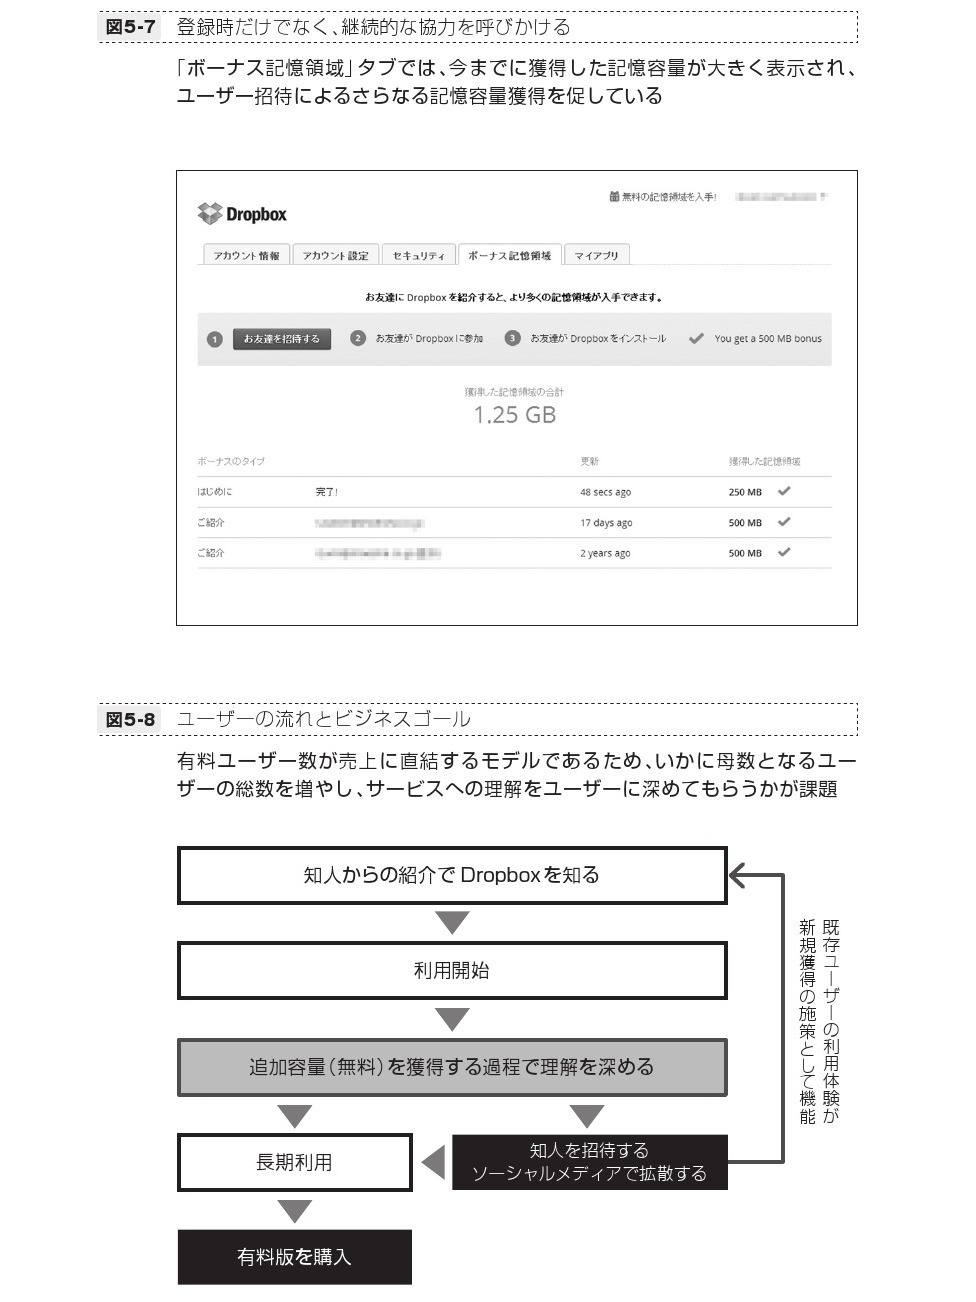 図5-7 登録時だけでなく、継続的な協力を呼びかける
「ボーナス記憶領域」タブでは、今までに獲得した記憶容量が大きく表示され、
ユーザー招待によるさらなる記憶容量獲得を促している
無料の記憶領域を入手!
Dropbox
アカウント情報 アカウント設定 セキュリティ ボーナス記憶領域 マイアプリ
お友達に Dropbox を紹介すると、より多くの記憶領域が入手できます。
1 お友達を招待する 2 お友達が Dropbox に参加 3 お友達が Dropbox をインストール You get a 500 MB bonus
獲得した記憶領域の合計
1.25 GB
ボーナスのタイプ 更新 獲得した記憶領域
はじめに 完了! 48 secs ago 250 MB
ご紹介 17 days ago 500 MB
ご紹介 2 years ago 500 MB
図5-8 ユーザーの流れとビジネスゴール
有料ユーザー数が売上に直結するモデルであるため、いかに母数となるユー
ザーの総数を増やし、サービスへの理解をユーザーに深めてもらうかが課題
知人からの紹介で Dropboxを知る
利用開始
追加容量(無料)を獲得する過程で理解を深める
長期利用
知人を招待する
ソーシャルメディアで拡散する
有料版を購入
既存ユーザーの利用体験が
新規獲得の施策として機能